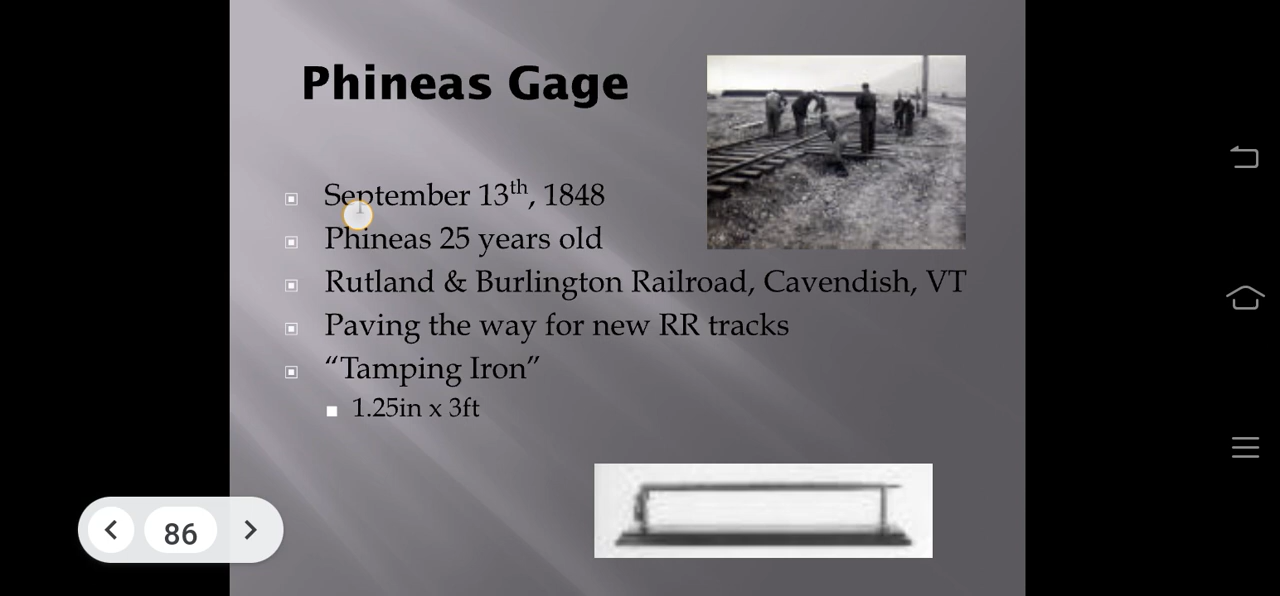 Phineas Gage
September 13th, 1848
Phineas 25 years old
Rutland & Burlington Railroad, Cavendish, VT
Paving the way for new RR tracks
“Tamping Iron”
1.25in x 3ft
86